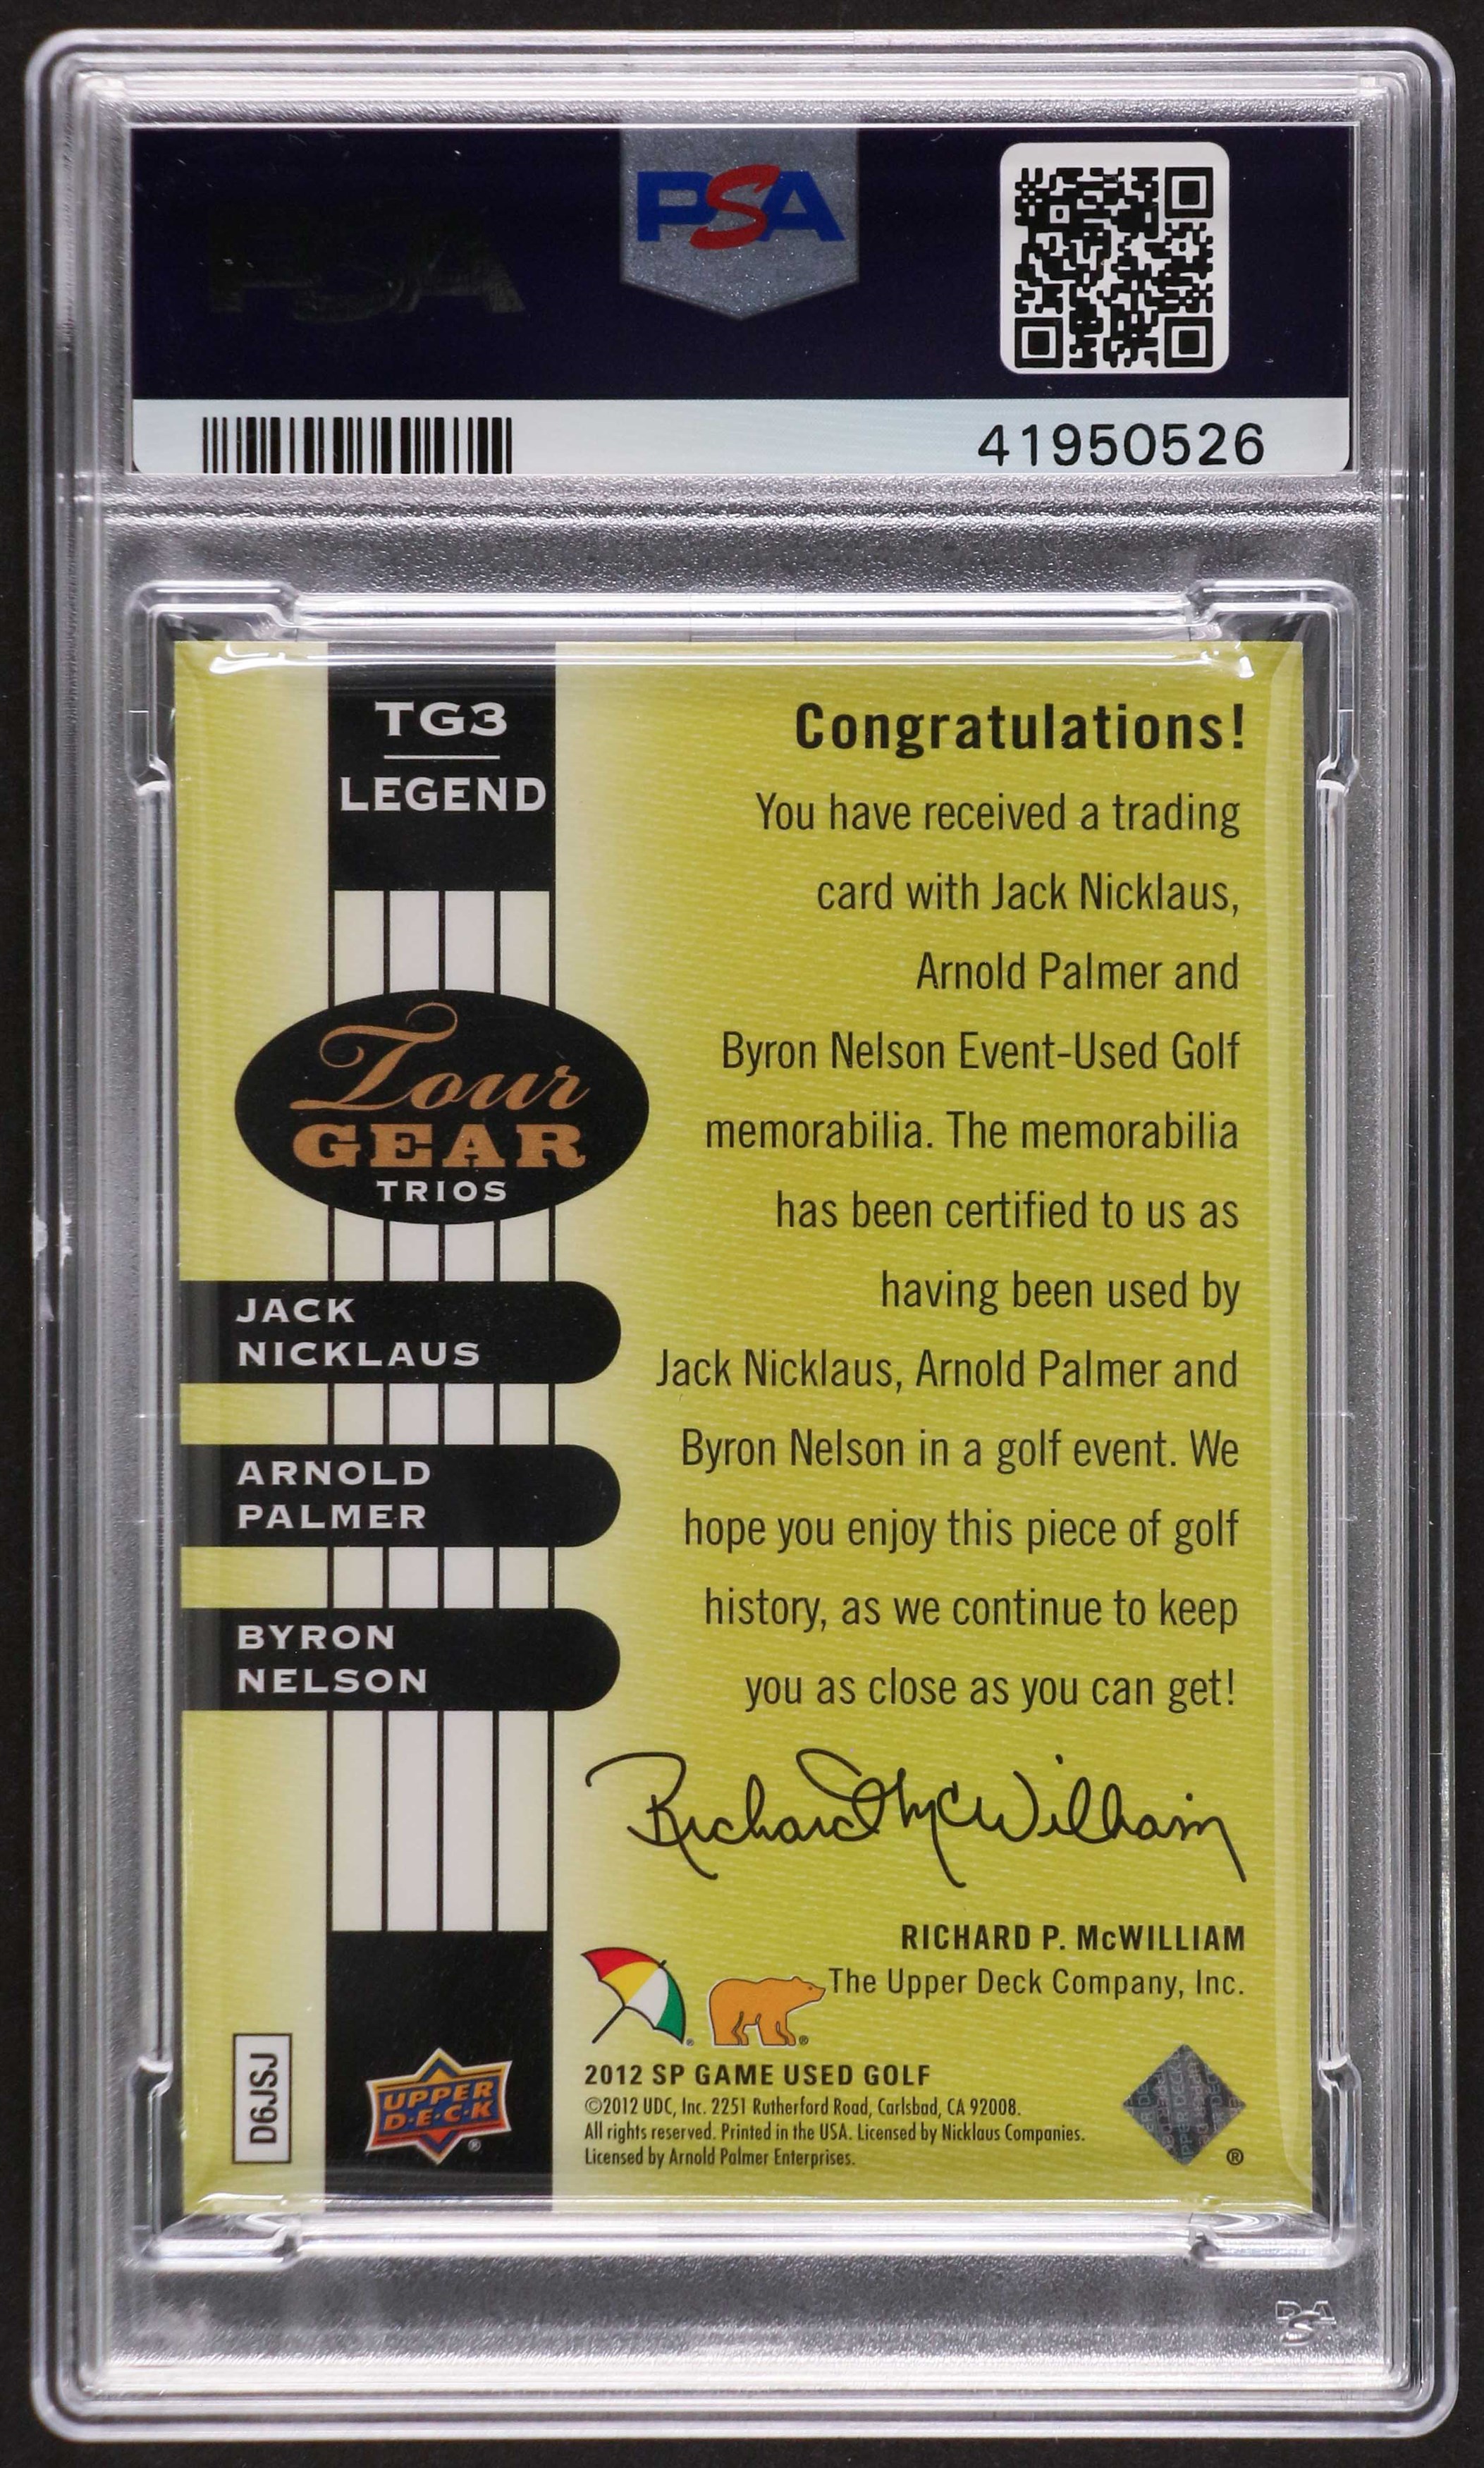 PSA
PSA
41950526
TG3
LEGEND
Tour
GEAR
TRIOS
JACK
NICKLAUS
ARNOLD
PALMER
BYRON
NELSON
D6JSJ
UPPER
D·E·C·K
®
Congratulations!
You have received a trading
card with Jack Nicklaus,
Arnold Palmer and
Byron Nelson Event-Used Golf
memorabilia. The memorabilia
has been certified to us as
having been used by
Jack Nicklaus, Arnold Palmer and
Byron Nelson in a golf event. We
hope you enjoy this piece of golf
history, as we continue to keep
you as close as you can get!
Richard McWilliam
RICHARD P. McWILLIAM
The Upper Deck Company, Inc.
2012 SP GAME USED GOLF
©2012 UDC, Inc. 2251 Rutherford Road, Carlsbad, CA 92008.
All rights reserved. Printed in the USA. Licensed by Nicklaus Companies.
Licensed by Arnold Palmer Enterprises.
®
PSA